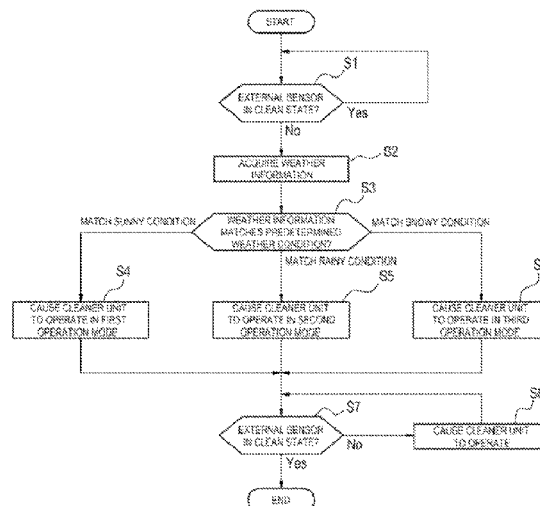 START
S1
EXTERNAL SENSOR
IN CLEAN STATE?
Yes
No
S2
ACQUIRE WEATHER
INFORMATION
S3
MATCH SUNNY CONDITION
WEATHER INFORMATION
MATCHES PREDETERMINED
WEATHER CONDITION?
MATCH SNOWY CONDITION
MATCH RAINY CONDITION
S4
S5
S
CAUSE CLEANER UNIT
TO OPERATE IN FIRST
OPERATION MODE
CAUSE CLEANER UNIT
TO OPERATE IN SECOND
OPERATION MODE
CAUSE CLEANER UNIT
TO OPERATE IN THIRD
OPERATION MODE
S7
EXTERNAL SENSOR
IN CLEAN STATE?
No
CAUSE CLEANER UNIT
TO OPERATE
Yes
END